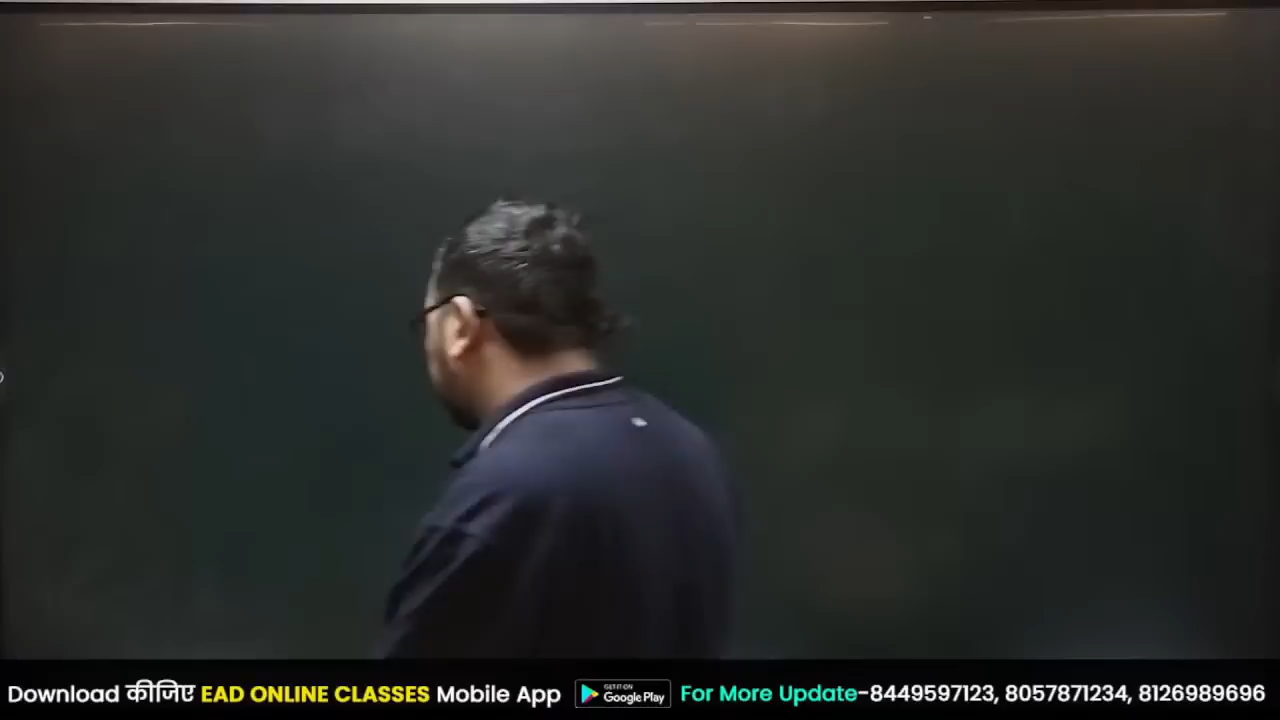 Download कीजिए EAD ONLINE CLASSES Mobile App GET IT ON Google Play For More Update-8449597123, 8057871234, 8126989696